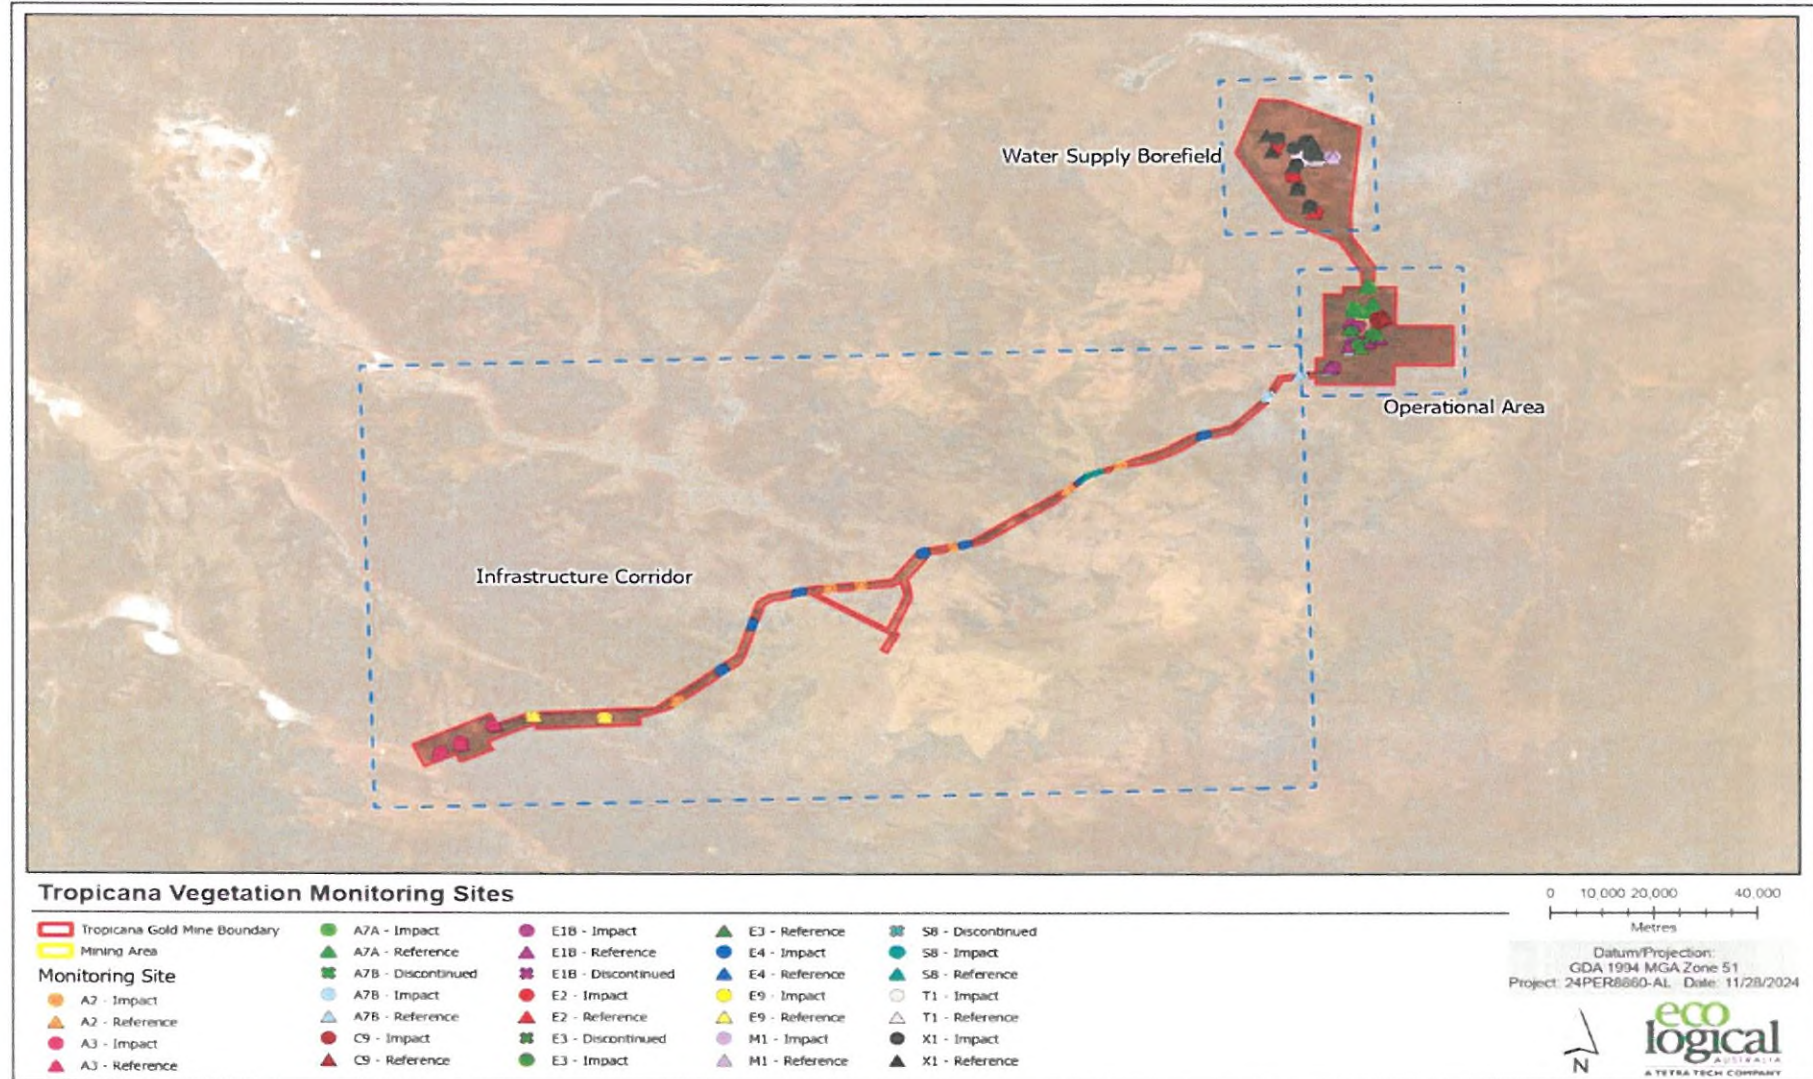 Water Supply Borefield
Operational Area
Infrastructure Corridor
Tropicana Vegetation Monitoring Sites
Tropicana Gold Mine Boundary
Mining Area
Monitoring Site
A2 - Impact
A2 - Reference
A3 - Impact
A3 - Reference
A7A - Impact
A7A - Reference
A7B - Discontinued
A7B - Impact
A7B - Reference
C9 - Impact
C9 - Reference
E1B - Impact
E1B - Reference
E1B - Discontinued
E2 - Impact
E2 - Reference
E3 - Discontinued
E3 - Impact
E3 - Reference
E4 - Impact
E4 - Reference
E9 - Impact
E9 - Reference
M1 - Impact
M1 - Reference
S8 - Discontinued
S8 - Impact
S8 - Reference
T1 - Impact
T1 - Reference
X1 - Impact
X1 - Reference
0 10,000 20,000 40,000
Metres
Datum/Projection:
GDA 1994 MGA Zone 51
Project: 24PER8860-AL Date: 11/28/2024
N
eco
logical
AUSTRALIA
A TETRA TECH COMPANY